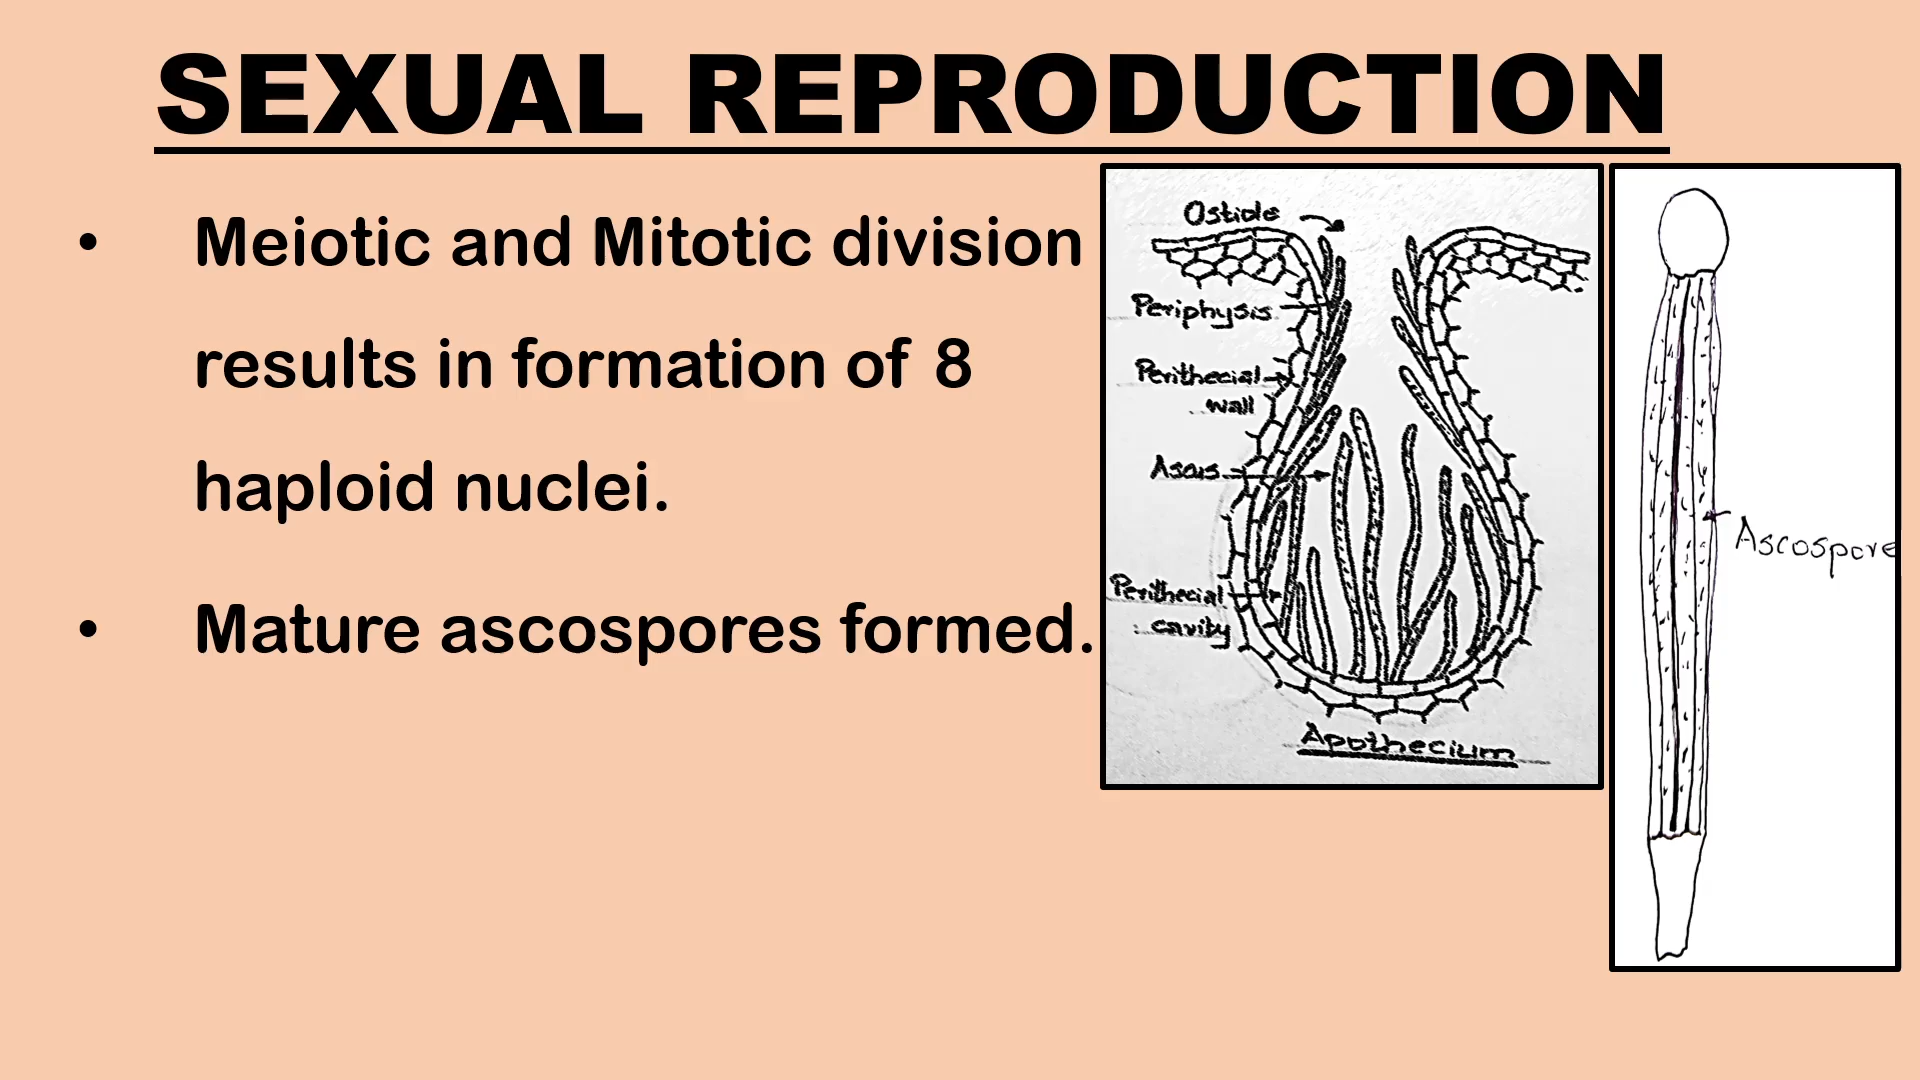 SEXUAL REPRODUCTION
• Meiotic and Mitotic division
results in formation of 8
haploid nuclei.
• Mature ascospores formed.
Ostiole
Periphysis
Perithecial
wall
Ascus
Perithecial
cavity
Apothecium
Ascospore